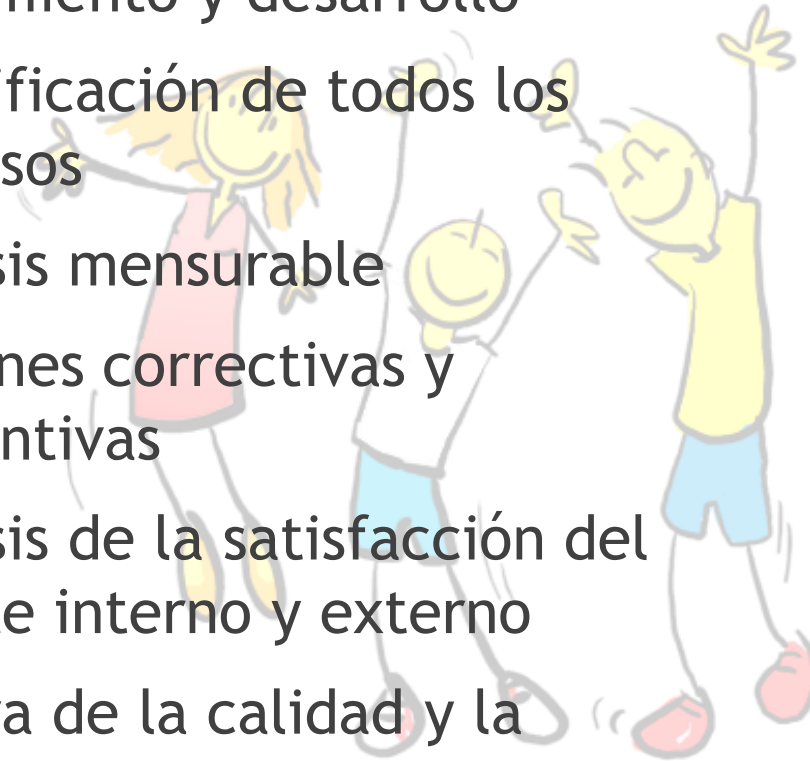 y desarrollo
ficación de todos los
sos
sis mensurable
nes correctivas y
ntivas
sis de la satisfacción del
e interno y externo
a de la calidad y la